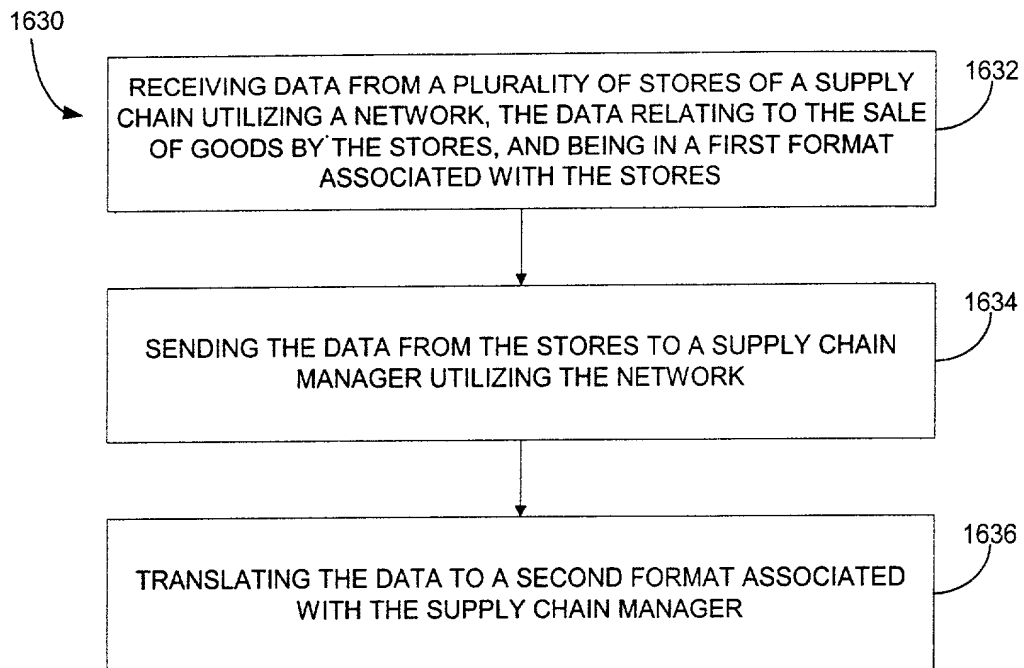 1630
1632
RECEIVING DATA FROM A PLURALITY OF STORES OF A SUPPLY
CHAIN UTILIZING A NETWORK, THE DATA RELATING TO THE SALE
OF GOODS BY THE STORES, AND BEING IN A FIRST FORMAT
ASSOCIATED WITH THE STORES
1634
SENDING THE DATA FROM THE STORES TO A SUPPLY CHAIN
MANAGER UTILIZING THE NETWORK
1636
TRANSLATING THE DATA TO A SECOND FORMAT ASSOCIATED
WITH THE SUPPLY CHAIN MANAGER